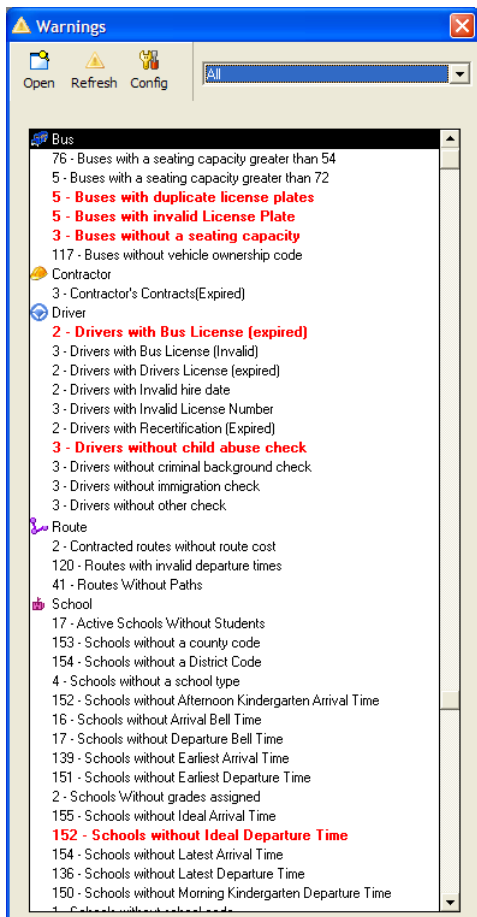 Warnings
Open Refresh Config
All
Bus
76 - Buses with a seating capacity greater than 54
5 - Buses with a seating capacity greater than 72
5 - Buses with duplicate license plates
5 - Buses with invalid License Plate
3 - Buses without a seating capacity
117 - Buses without vehicle ownership code
Contractor
3 - Contractor's Contracts(Expired)
Driver
2 - Drivers with Bus License (expired)
3 - Drivers with Bus License (Invalid)
2 - Drivers with Drivers License (expired)
2 - Drivers with Invalid hire date
3 - Drivers with Invalid License Number
2 - Drivers with Recertification (Expired)
3 - Drivers without child abuse check
3 - Drivers without criminal background check
3 - Drivers without immigration check
3 - Drivers without other check
Route
2 - Contracted routes without route cost
120 - Routes with invalid departure times
41 - Routes Without Paths
School
17 - Active Schools Without Students
153 - Schools without a county code
154 - Schools without a District Code
4 - Schools without a school type
152 - Schools without Afternoon Kindergarten Arrival Time
16 - Schools without Arrival Bell Time
17 - Schools without Departure Bell Time
139 - Schools without Earliest Arrival Time
151 - Schools without Earliest Departure Time
2 - Schools Without grades assigned
155 - Schools without Ideal Arrival Time
152 - Schools without Ideal Departure Time
154 - Schools without Latest Arrival Time
136 - Schools without Latest Departure Time
150 - Schools without Morning Kindergarten Departure Time
1 - Schools without school code